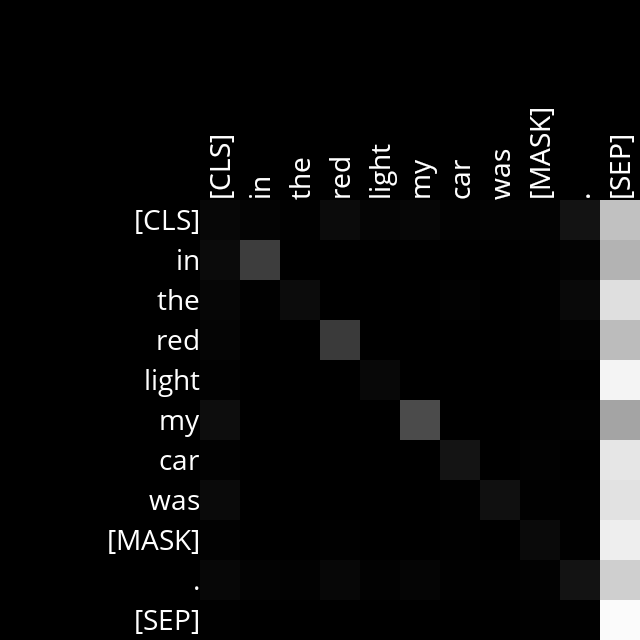 [CLS] in the red light my car was [MASK] . [SEP]
[CLS]
in
the
red
light
my
car
was
[MASK]
.
[SEP]